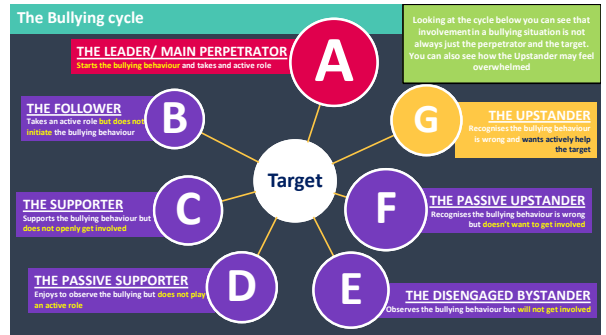 The Bullying cycle
Looking at the cycle below you can see that
involvement in a bullying situation is not
always just the perpetrator and the target.
You can also see how the Upstander may feel
overwhelmed
THE LEADER/ MAIN PERPETRATOR
Starts the bullying behaviour and takes and active role
A
THE FOLLOWER
Takes an active role but does not
initiate the bullying behaviour
B
G
THE UPSTANDER
Recognises the bullying behaviour
is wrong and wants actively help
the target
Target
THE SUPPORTER
Supports the bullying behaviour but
does not openly get involved
C
F
THE PASSIVE UPSTANDER
Recognises the bullying behaviour is wrong
but doesn't want to get involved
THE PASSIVE SUPPORTER
Enjoys to observe the bullying but does not play
an active role
D
E
THE DISENGAGED BYSTANDER
Observes the bullying behaviour but will not get involved